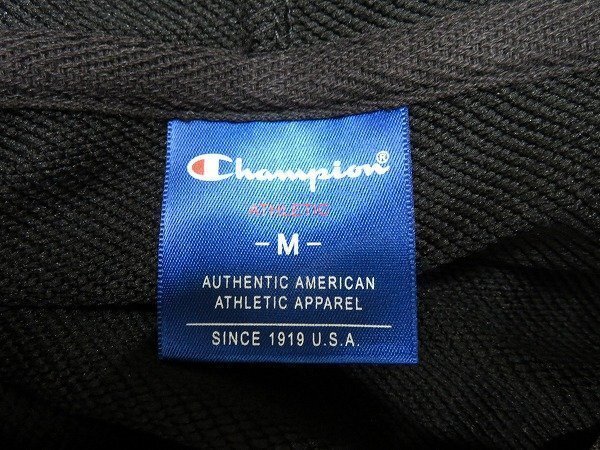 Champion®
ATHLETIC
- M -
AUTHENTIC AMERICAN
ATHLETIC APPAREL
SINCE 1919 U.S.A.